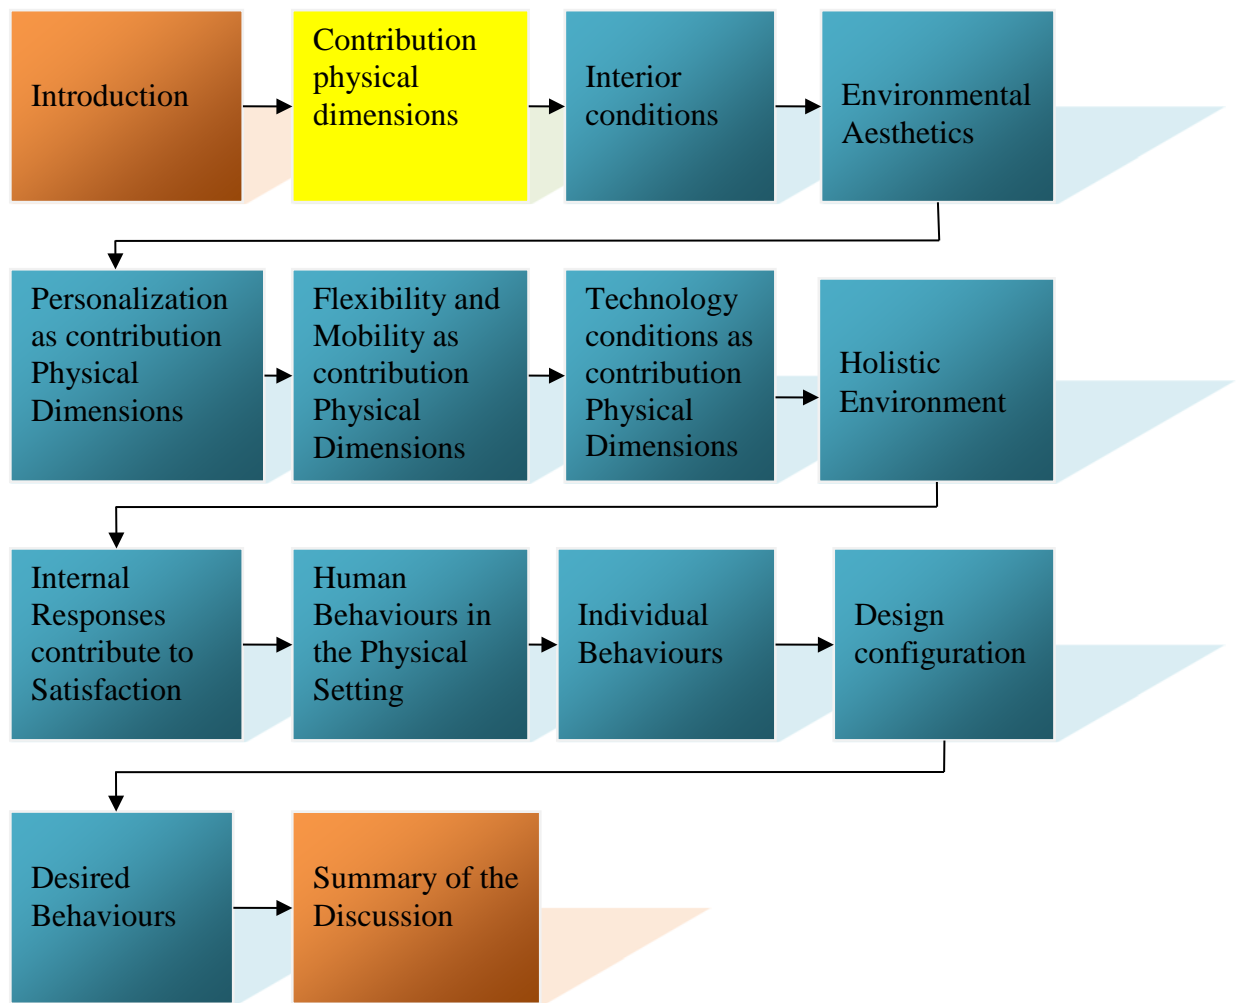 Introduction
Contribution
physical
dimensions
Interior
conditions
Environmental
Aesthetics
Personalization
as contribution
Physical
Dimensions
Flexibility and
Mobility as
contribution
Physical
Dimensions
Technology
conditions as
contribution
Physical
Dimensions
Holistic
Environment
Internal
Responses
contribute to
Satisfaction
Human
Behaviours in
the Physical
Setting
Individual
Behaviours
Design
configuration
Desired
Behaviours
Summary of the
Discussion